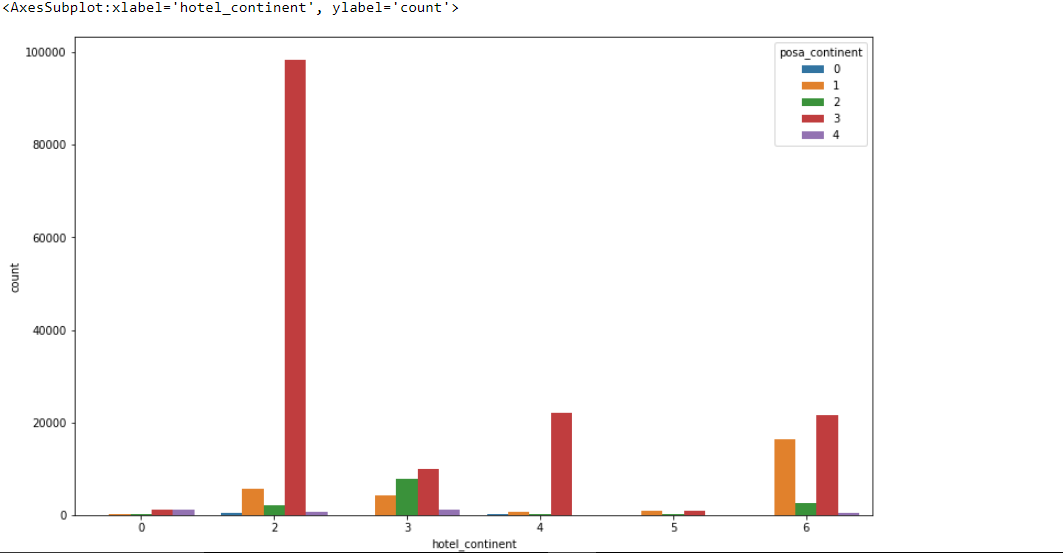 <AxesSubplot:xlabel='hotel_continent', ylabel='count'>
posa_continent
0
1
2
3
4
100000
80000
60000
40000
20000
0
count
0 2 3 4 5 6
hotel_continent